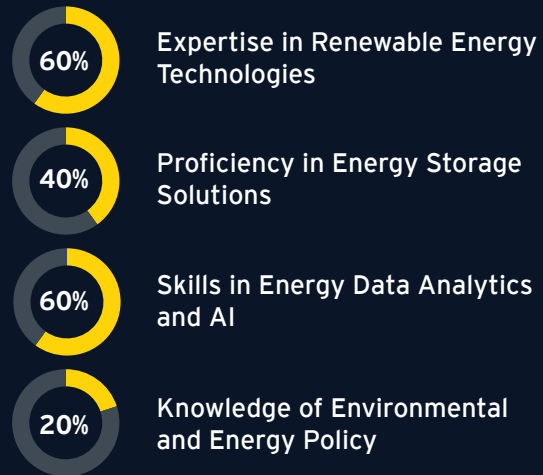 60%
Expertise in Renewable Energy
Technologies
40%
Proficiency in Energy Storage
Solutions
60%
Skills in Energy Data Analytics
and AI
20%
Knowledge of Environmental
and Energy Policy